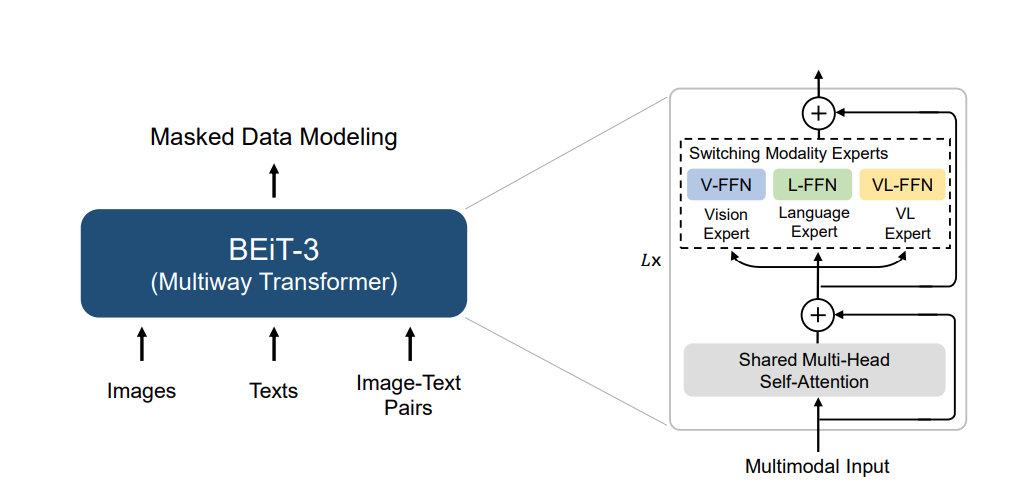 Masked Data Modeling
BEiT-3
(Multiway Transformer)
Images
Texts
Image-Text
Pairs
Switching Modality Experts
V-FFN
L-FFN
VL-FFN
Vision
Expert
Language
Expert
VL
Expert
Lx
Shared Multi-Head
Self-Attention
Multimodal Input